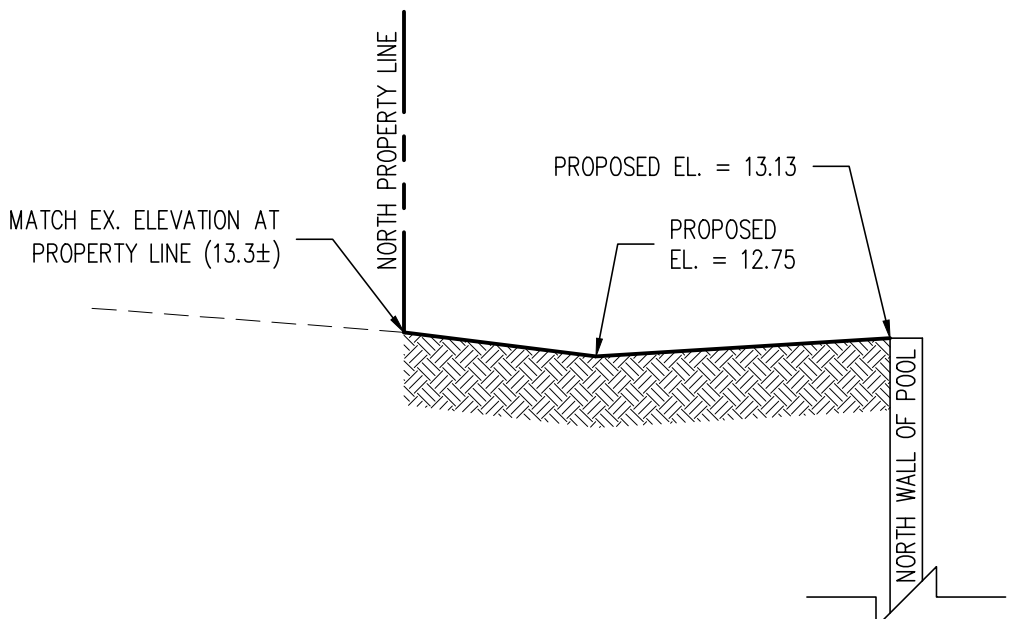 NORTH PROPERTY LINE
PROPOSED EL. = 13.13
MATCH EX. ELEVATION AT
PROPERTY LINE (13.3±)
PROPOSED
EL. = 12.75
NORTH WALL OF POOL